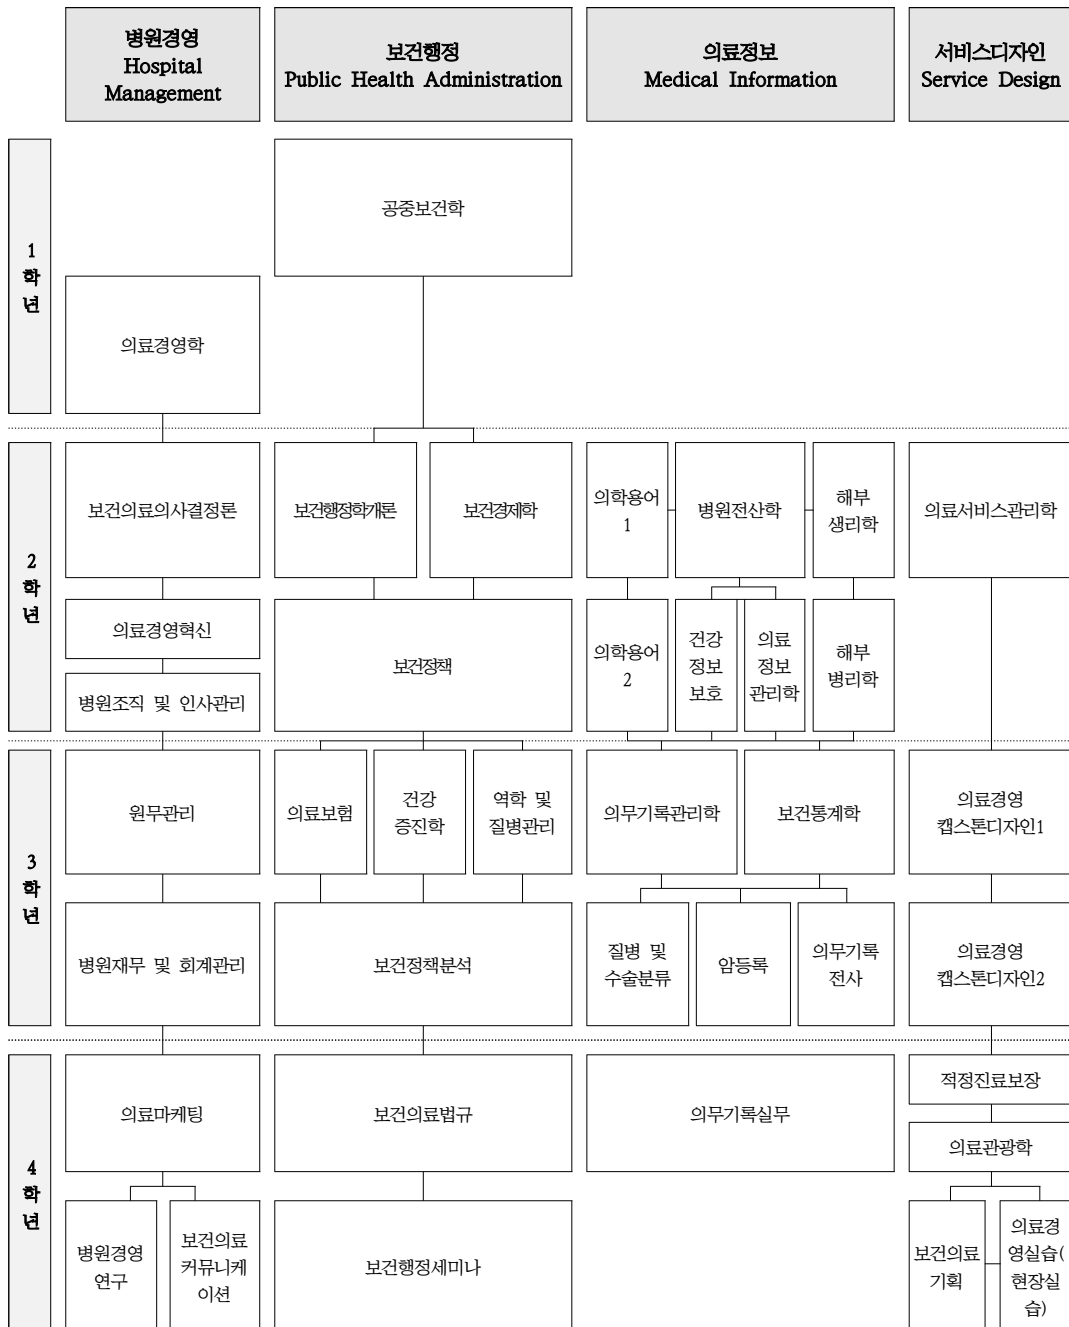 병원경영
Hospital
Management
보건행정
Public Health Administration
의료정보
Medical Information
서비스디자인
Service Design
1
학
년
공중보건학
의료경영학
2
학
년
보건의료의사결정론
보건행정학개론
보건경제학
의학용어
1
병원전산학
해부
생리학
의료서비스관리학
의료경영혁신
병원조직 및 인사관리
보건정책
의학용어
2
건강
정보
보호
의료
정보
관리학
해부
병리학
3
학
년
원무관리
의료보험
건강
증진학
역학 및
질병관리
의무기록관리학
보건통계학
의료경영
캡스톤디자인1
병원재무 및 회계관리
보건정책분석
질병 및
수술분류
암등록
의무기록
전사
의료경영
캡스톤디자인2
4
학
년
의료마케팅
보건의료법규
의무기록실무
적정진료보장
의료관광학
병원경영
연구
보건의료
커뮤니케
이션
보건행정세미나
보건의료
기획
의료경
영실습(
현장실
습)